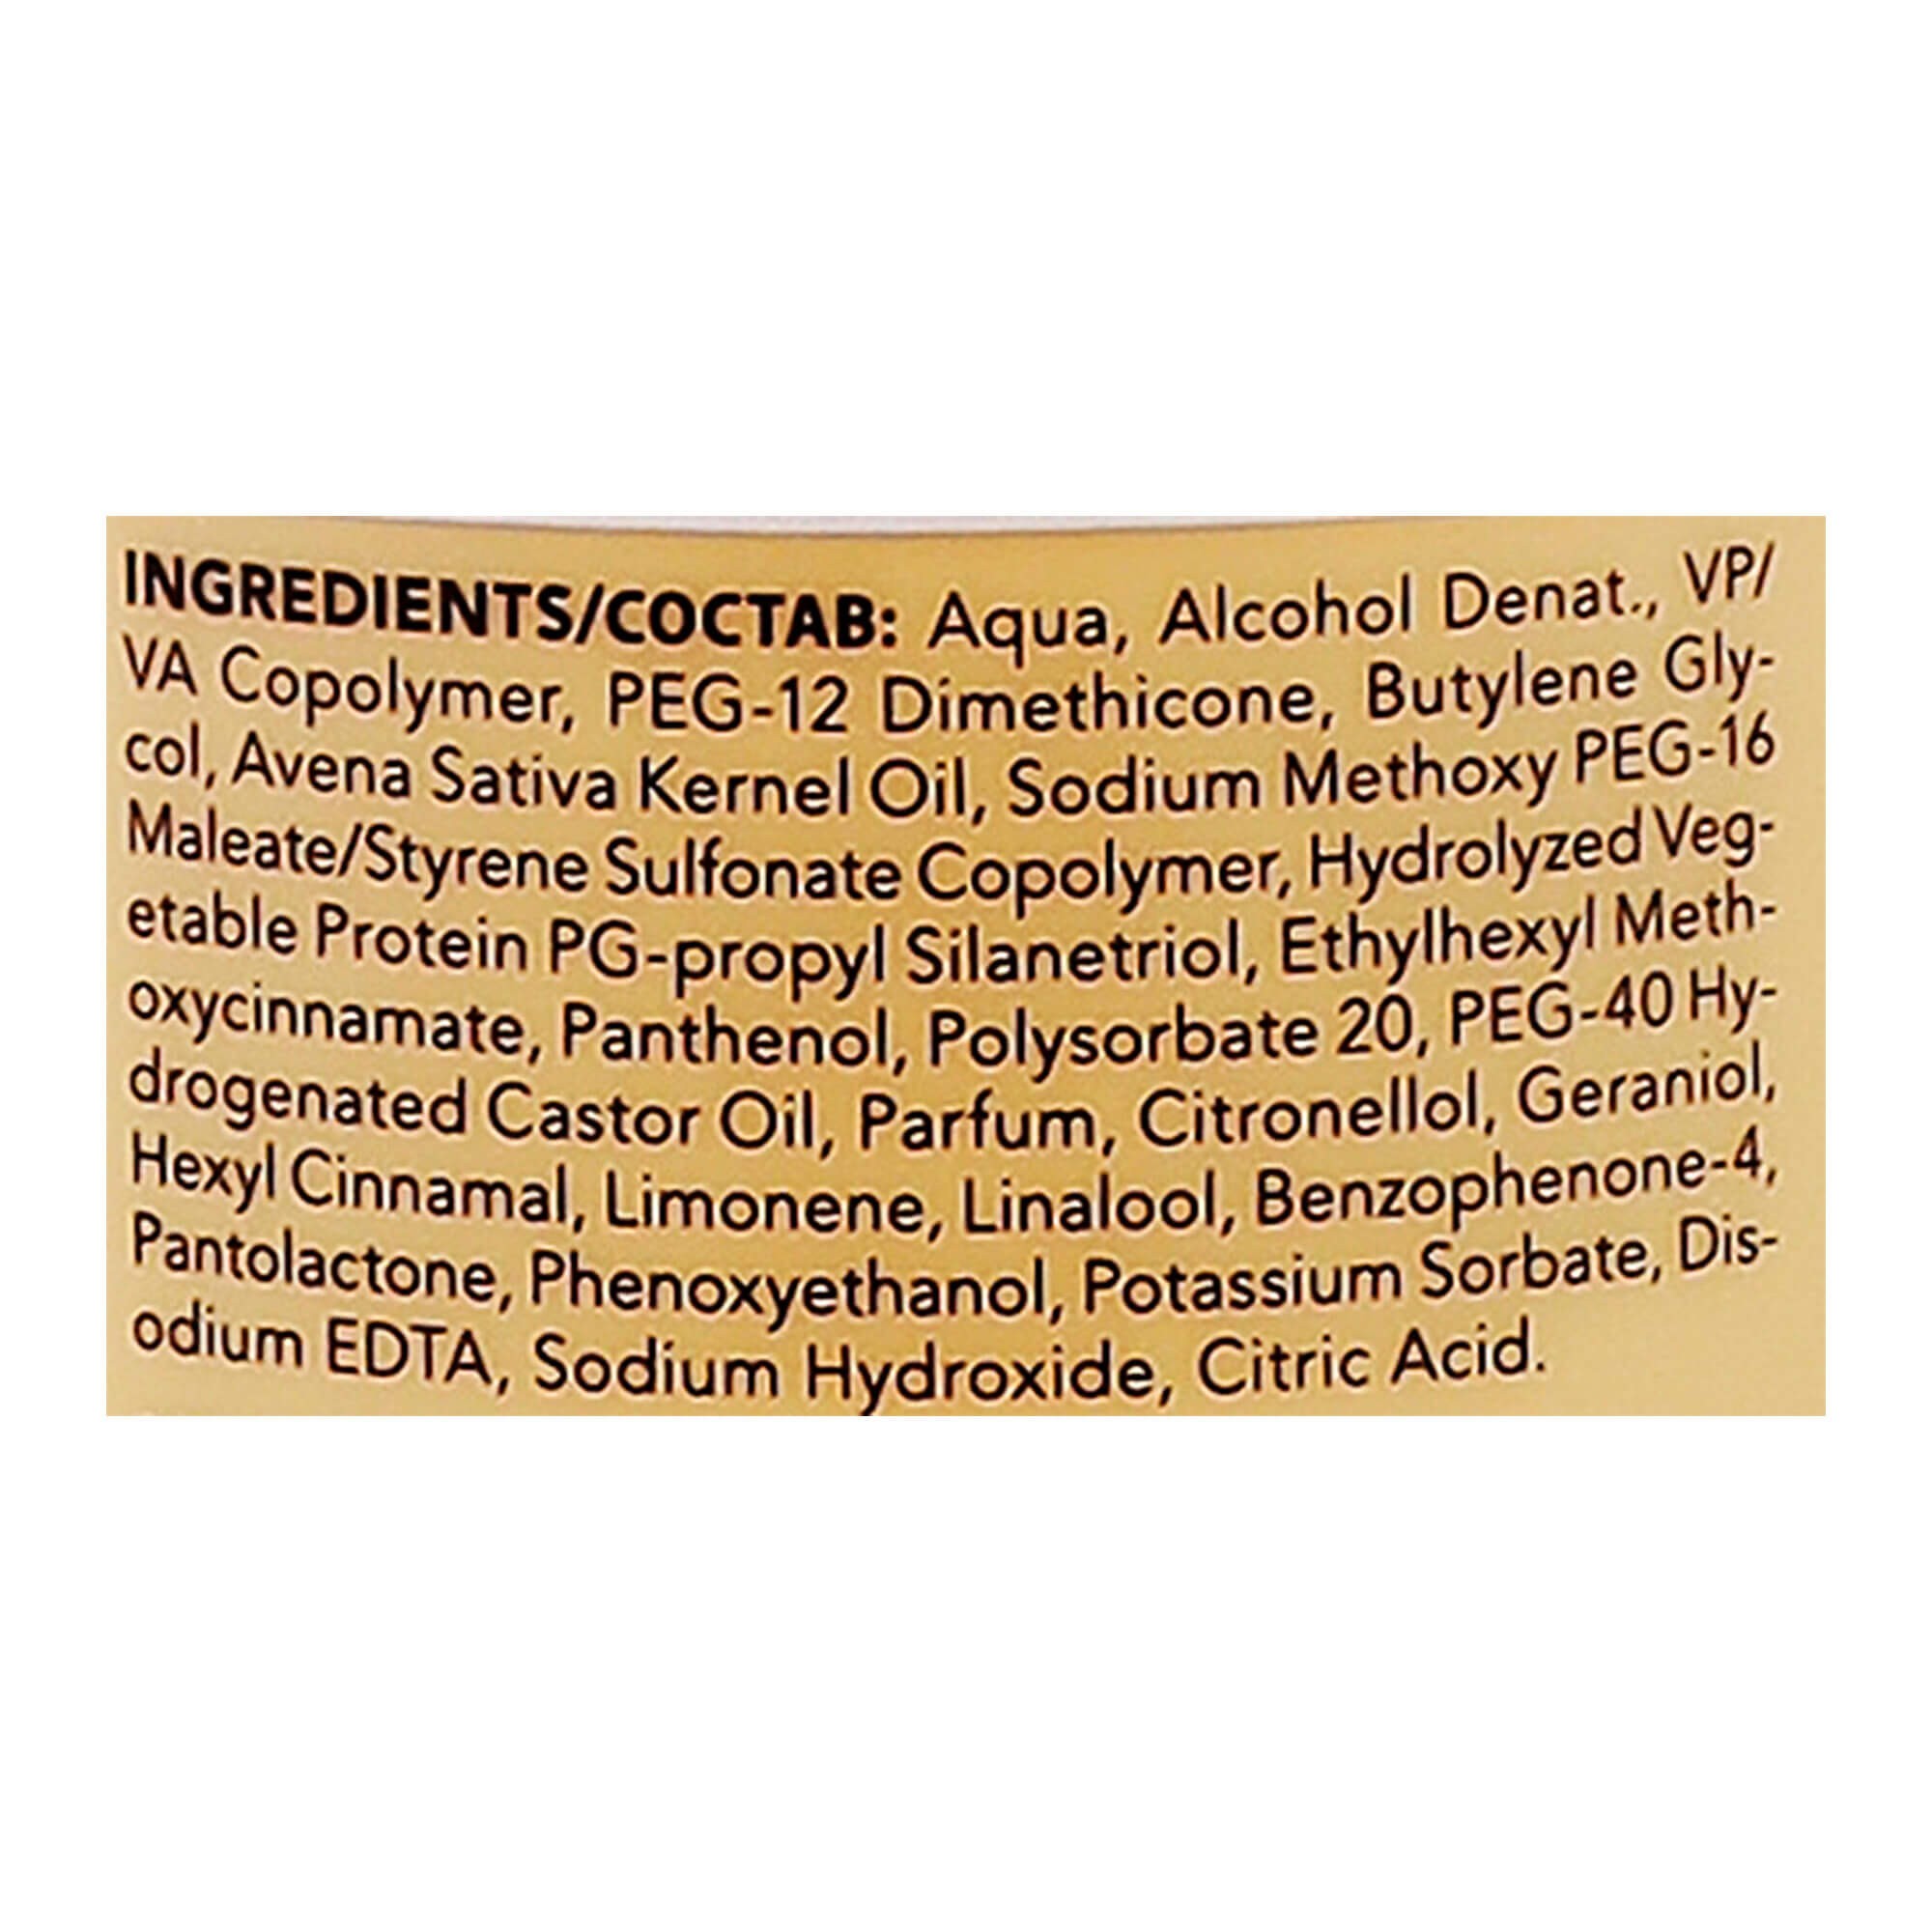 INGREDIENTS/СОСТАВ: Aqua, Alcohol Denat., VP/
VA Copolymer, PEG-12 Dimethicone, Butylene Gly-
col, Avena Sativa Kernel Oil, Sodium Methoxy PEG-16
Maleate/Styrene Sulfonate Copolymer, Hydrolyzed Veg-
etable Protein PG-propyl Silanetriol, Ethylhexyl Meth-
oxycinnamate, Panthenol, Polysorbate 20, PEG-40 Hy-
drogenated Castor Oil, Parfum, Citronellol, Geraniol,
Hexyl Cinnamal, Limonene, Linalool, Benzophenone-4,
Pantolactone, Phenoxyethanol, Potassium Sorbate, Dis-
odium EDTA, Sodium Hydroxide, Citric Acid.